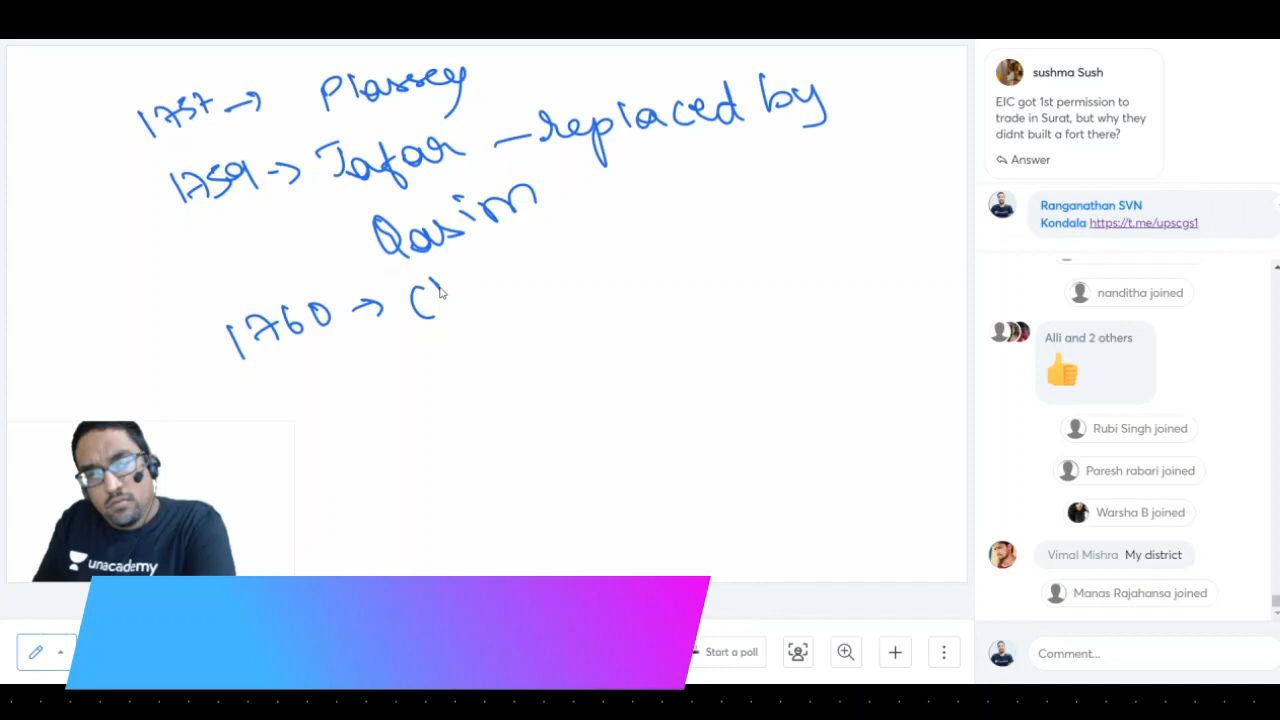 1757 → Plassey
1759 → Jafar – replaced by
Qasim
1760 → (
unacademy
Start a poll
sushma Sush
EIC got 1st permission to
trade in Surat, but why they
didnt built a fort there?
Answer
Ranganathan SVN
Kondala https://t.me/upscgs1
nanditha joined
Alli and 2 others
Rubi Singh joined
Paresh rabari joined
Warsha B joined
Vimal Mishra My district
Manas Rajahansa joined
Comment...